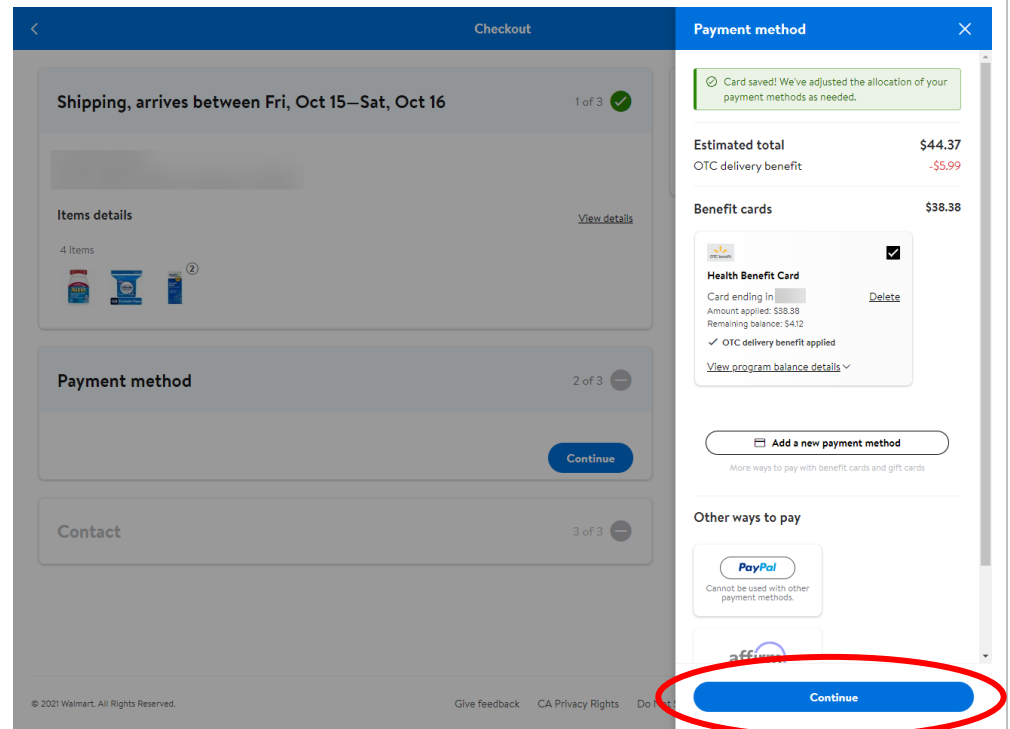 Checkout
Shipping, arrives between Fri, Oct 15—Sat, Oct 16
1 of 3
Items details
View details
4 items
2
Payment method
2 of 3
Continue
Contact
3 of 3
© 2021 Walmart. All Rights Reserved.
Give feedback
CA Privacy Rights
Payment method
Card saved! We've adjusted the allocation of your
payment methods as needed.
Estimated total
$44.37
OTC delivery benefit
-$5.99
Benefit cards
$38.38
OTC benefit
Health Benefit Card
Card ending in
Delete
Amount applied: $38.38
Remaining balance: $4.12
OTC delivery benefit applied
View program balance details
Add a new payment method
More ways to pay with benefit cards and gift cards
Other ways to pay
PayPal
Cannot be used with other
payment methods.
affirm
Continue